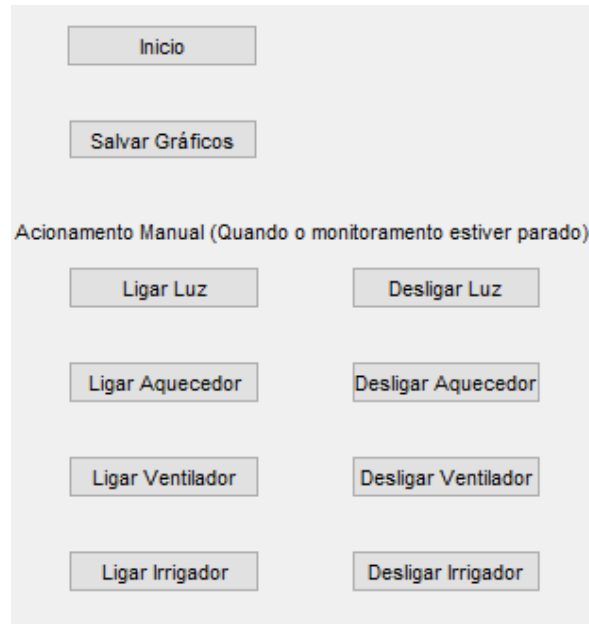 Inicio
Salvar Gráficos
Acionamento Manual (Quando o monitoramento estiver parado)
Ligar Luz
Desligar Luz
Ligar Aquecedor
Desligar Aquecedor
Ligar Ventilador
Desligar Ventilador
Ligar Irrigador
Desligar Irrigador